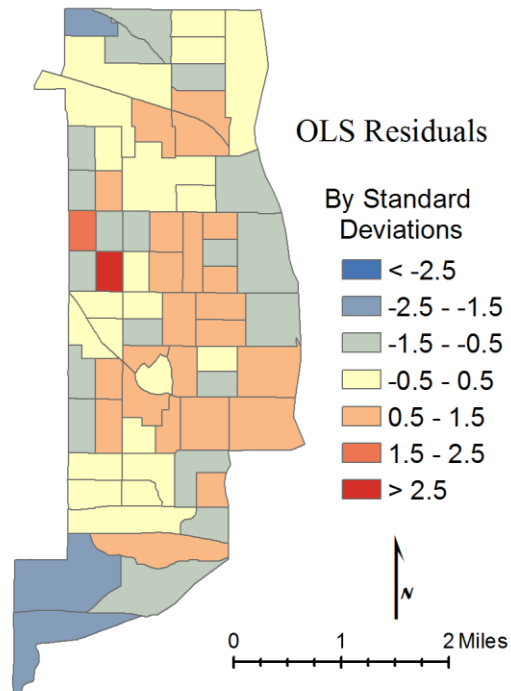 OLS Residuals
By Standard
Deviations
< -2.5
-2.5 - -1.5
-1.5 - -0.5
-0.5 - 0.5
0.5 - 1.5
1.5 - 2.5
> 2.5
N
0 1 2 Miles